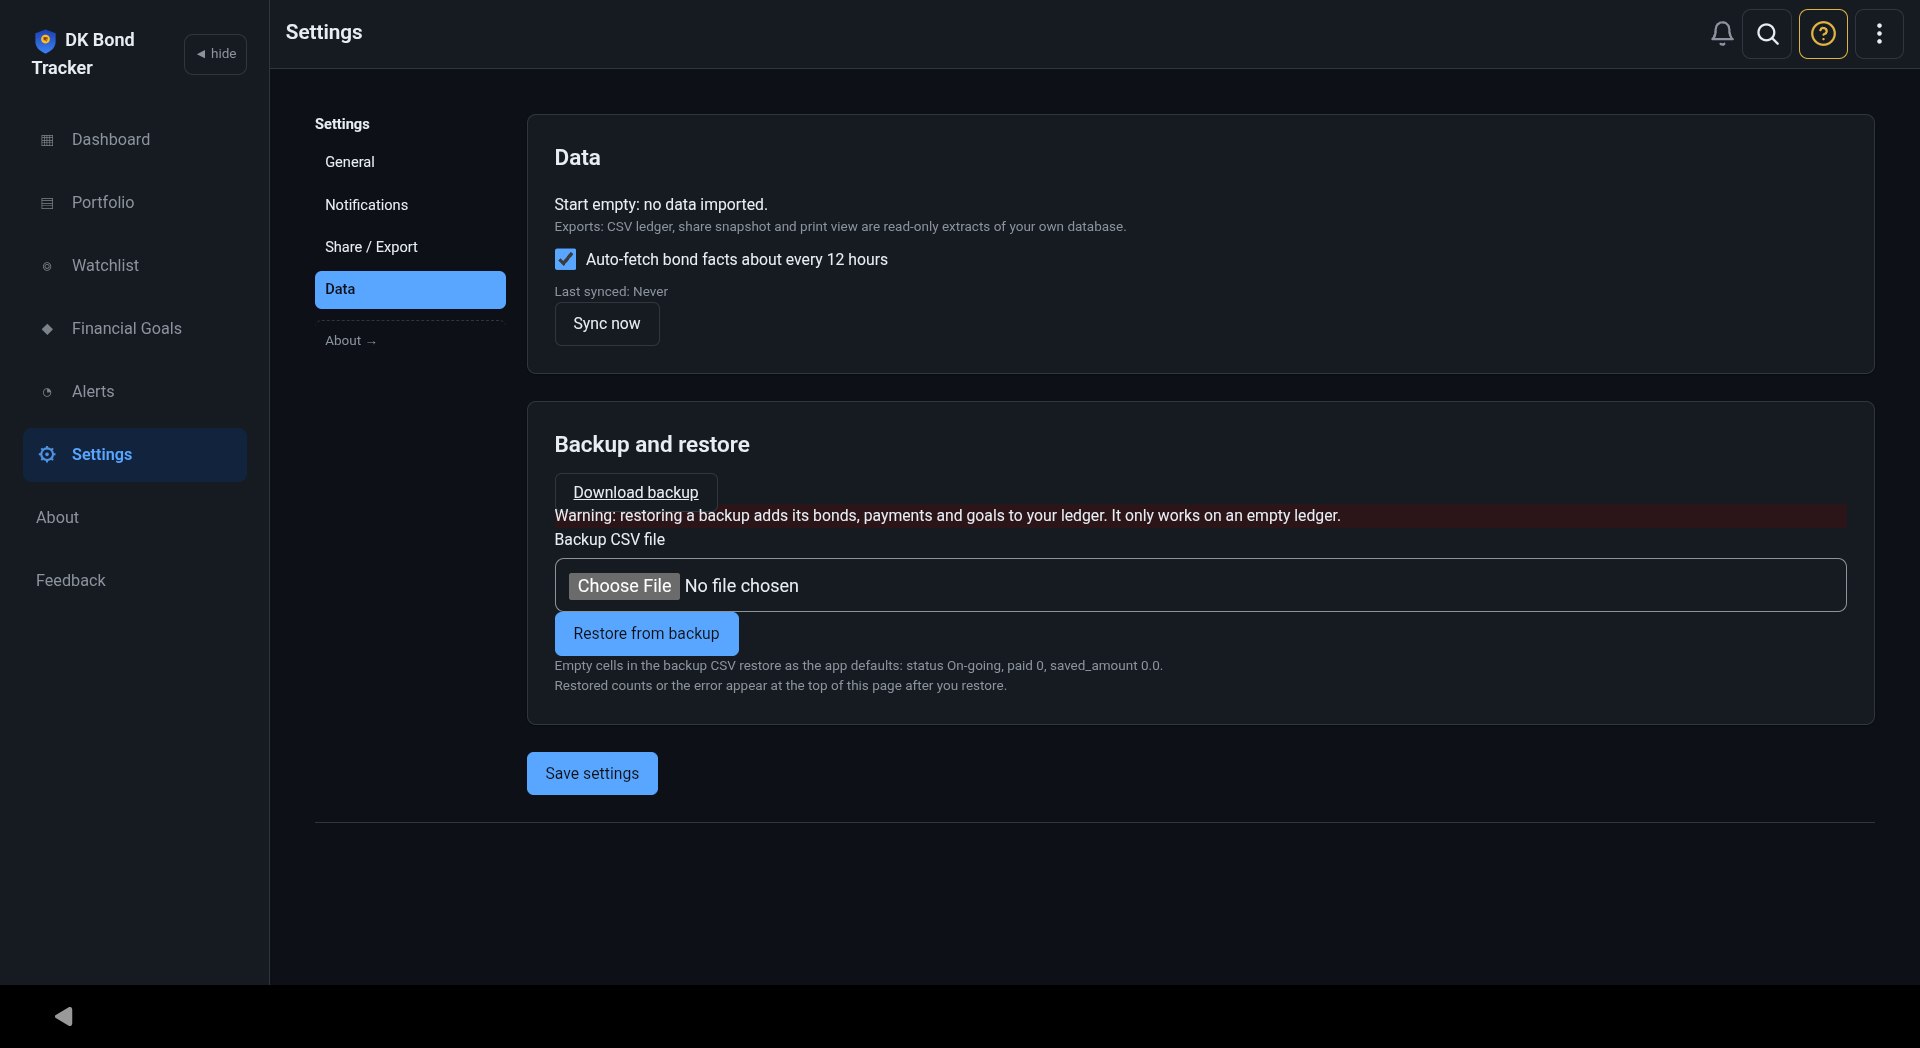 DK Bond
Tracker
◄ hide
Dashboard
Portfolio
Watchlist
Financial Goals
Alerts
Settings
About
Feedback
Settings
Settings
General
Notifications
Share / Export
Data
About →
Data
Start empty: no data imported.
Exports: CSV ledger, share snapshot and print view are read-only extracts of your own database.
Auto-fetch bond facts about every 12 hours
Last synced: Never
Sync now
Backup and restore
Download backup
Warning: restoring a backup adds its bonds, payments and goals to your ledger. It only works on an empty ledger.
Backup CSV file
Choose File No file chosen
Restore from backup
Empty cells in the backup CSV restore as the app defaults: status On-going, paid 0, saved_amount 0.0.
Restored counts or the error appear at the top of this page after you restore.
Save settings